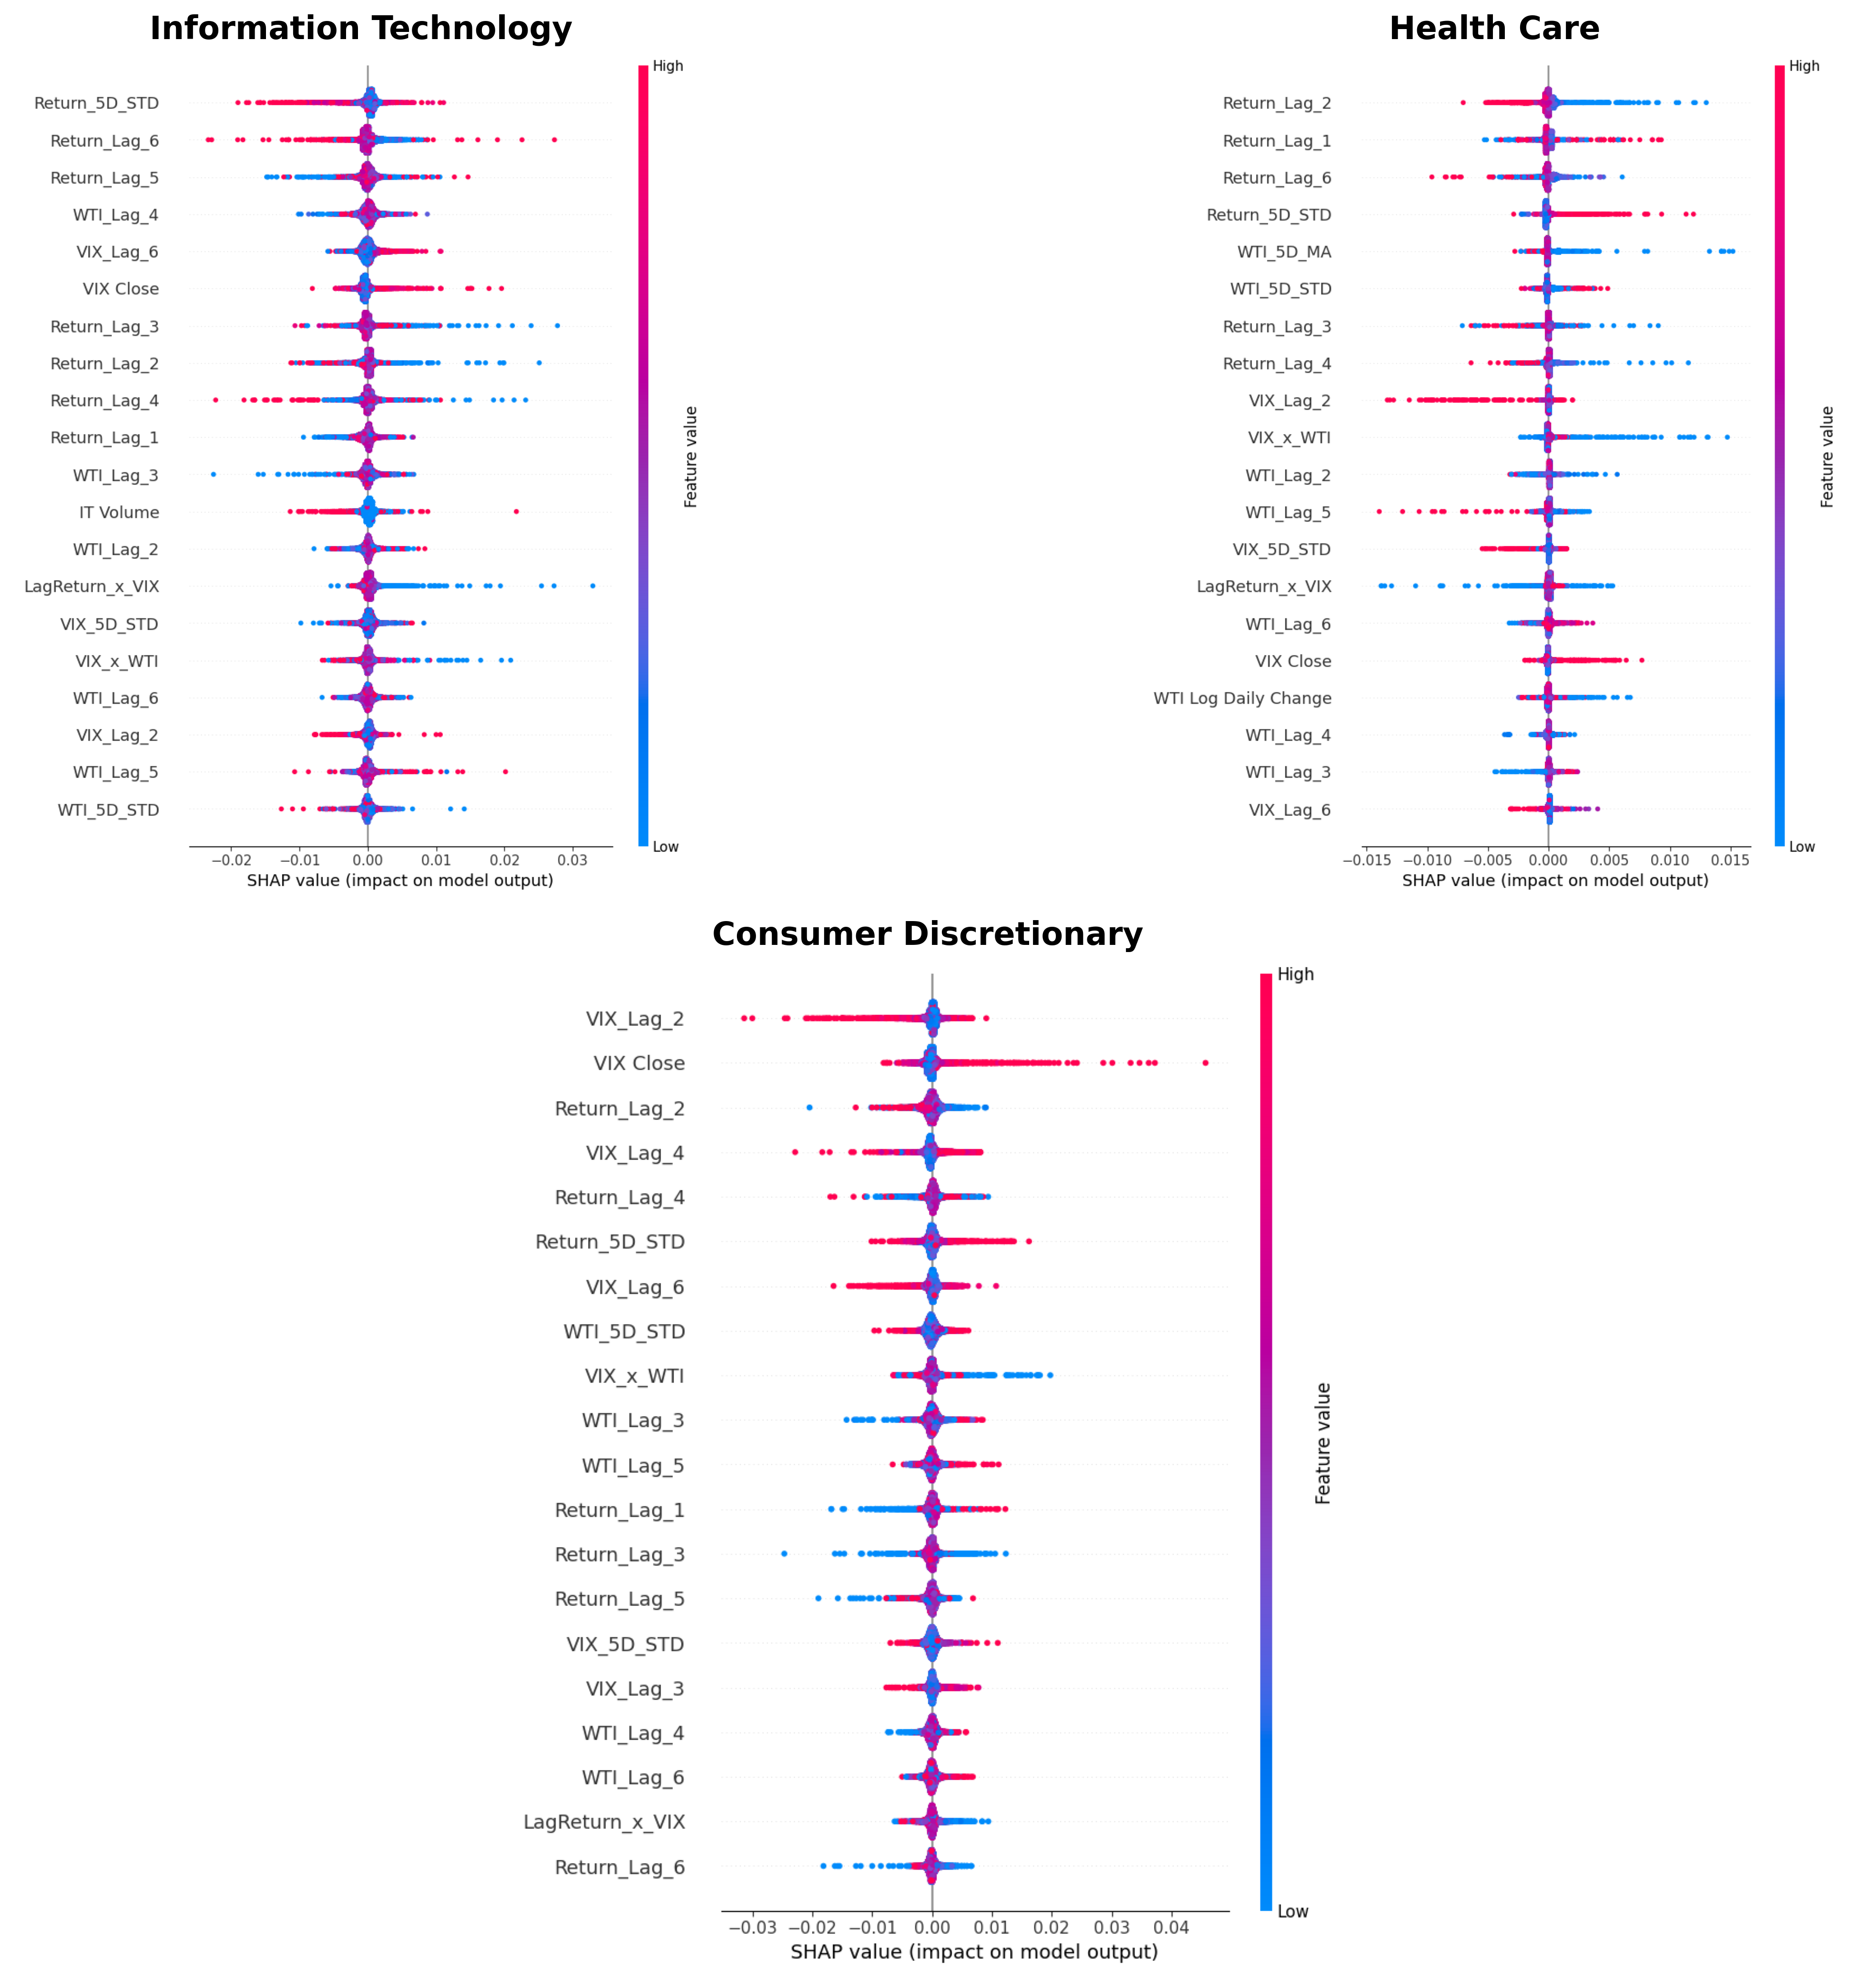 Information Technology
High
Return_5D_STD
Return_Lag_6
Return_Lag_5
WTI_Lag_4
VIX_Lag_6
VIX Close
Return_Lag_3
Return_Lag_2
Return_Lag_4
Return_Lag_1
WTI_Lag_3
IT Volume
WTI_Lag_2
LagReturn_x_VIX
VIX_5D_STD
VIX_x_WTI
WTI_Lag_6
VIX_Lag_2
WTI_Lag_5
WTI_5D_STD
Feature value
Low
−0.02 −0.01 0.00 0.01 0.02 0.03
SHAP value (impact on model output)
Health Care
High
Return_Lag_2
Return_Lag_1
Return_Lag_6
Return_5D_STD
WTI_5D_MA
WTI_5D_STD
Return_Lag_3
Return_Lag_4
VIX_Lag_2
VIX_x_WTI
WTI_Lag_2
WTI_Lag_5
VIX_5D_STD
LagReturn_x_VIX
WTI_Lag_6
VIX Close
WTI Log Daily Change
WTI_Lag_4
WTI_Lag_3
VIX_Lag_6
Feature value
Low
−0.015 −0.010 −0.005 0.000 0.005 0.010 0.015
SHAP value (impact on model output)
Consumer Discretionary
High
VIX_Lag_2
VIX Close
Return_Lag_2
VIX_Lag_4
Return_Lag_4
Return_5D_STD
VIX_Lag_6
WTI_5D_STD
VIX_x_WTI
WTI_Lag_3
WTI_Lag_5
Return_Lag_1
Return_Lag_3
Return_Lag_5
VIX_5D_STD
VIX_Lag_3
WTI_Lag_4
WTI_Lag_6
LagReturn_x_VIX
Return_Lag_6
Feature value
Low
−0.03 −0.02 −0.01 0.00 0.01 0.02 0.03 0.04
SHAP value (impact on model output)